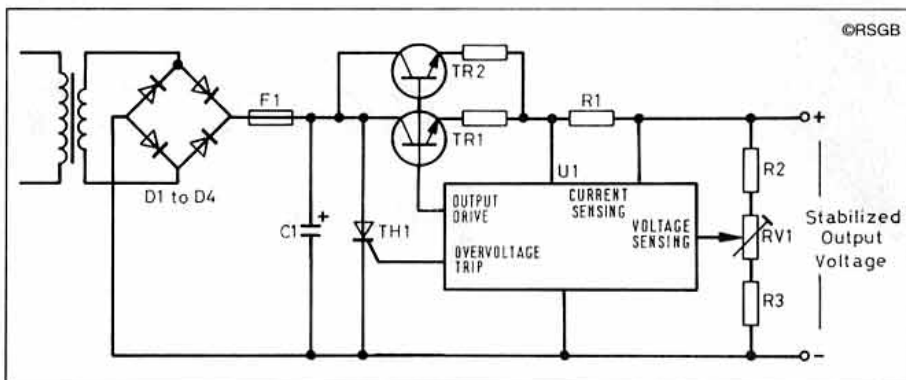 ©RSGB
TR2
F1
TR1
R1
D1 to D4
C1
+
TH1
U1
OUTPUT
DRIVE
OVERVOLTAGE
TRIP
CURRENT
SENSING
VOLTAGE
SENSING
R2
RV1
R3
+
Stabilized
Output
Voltage
−